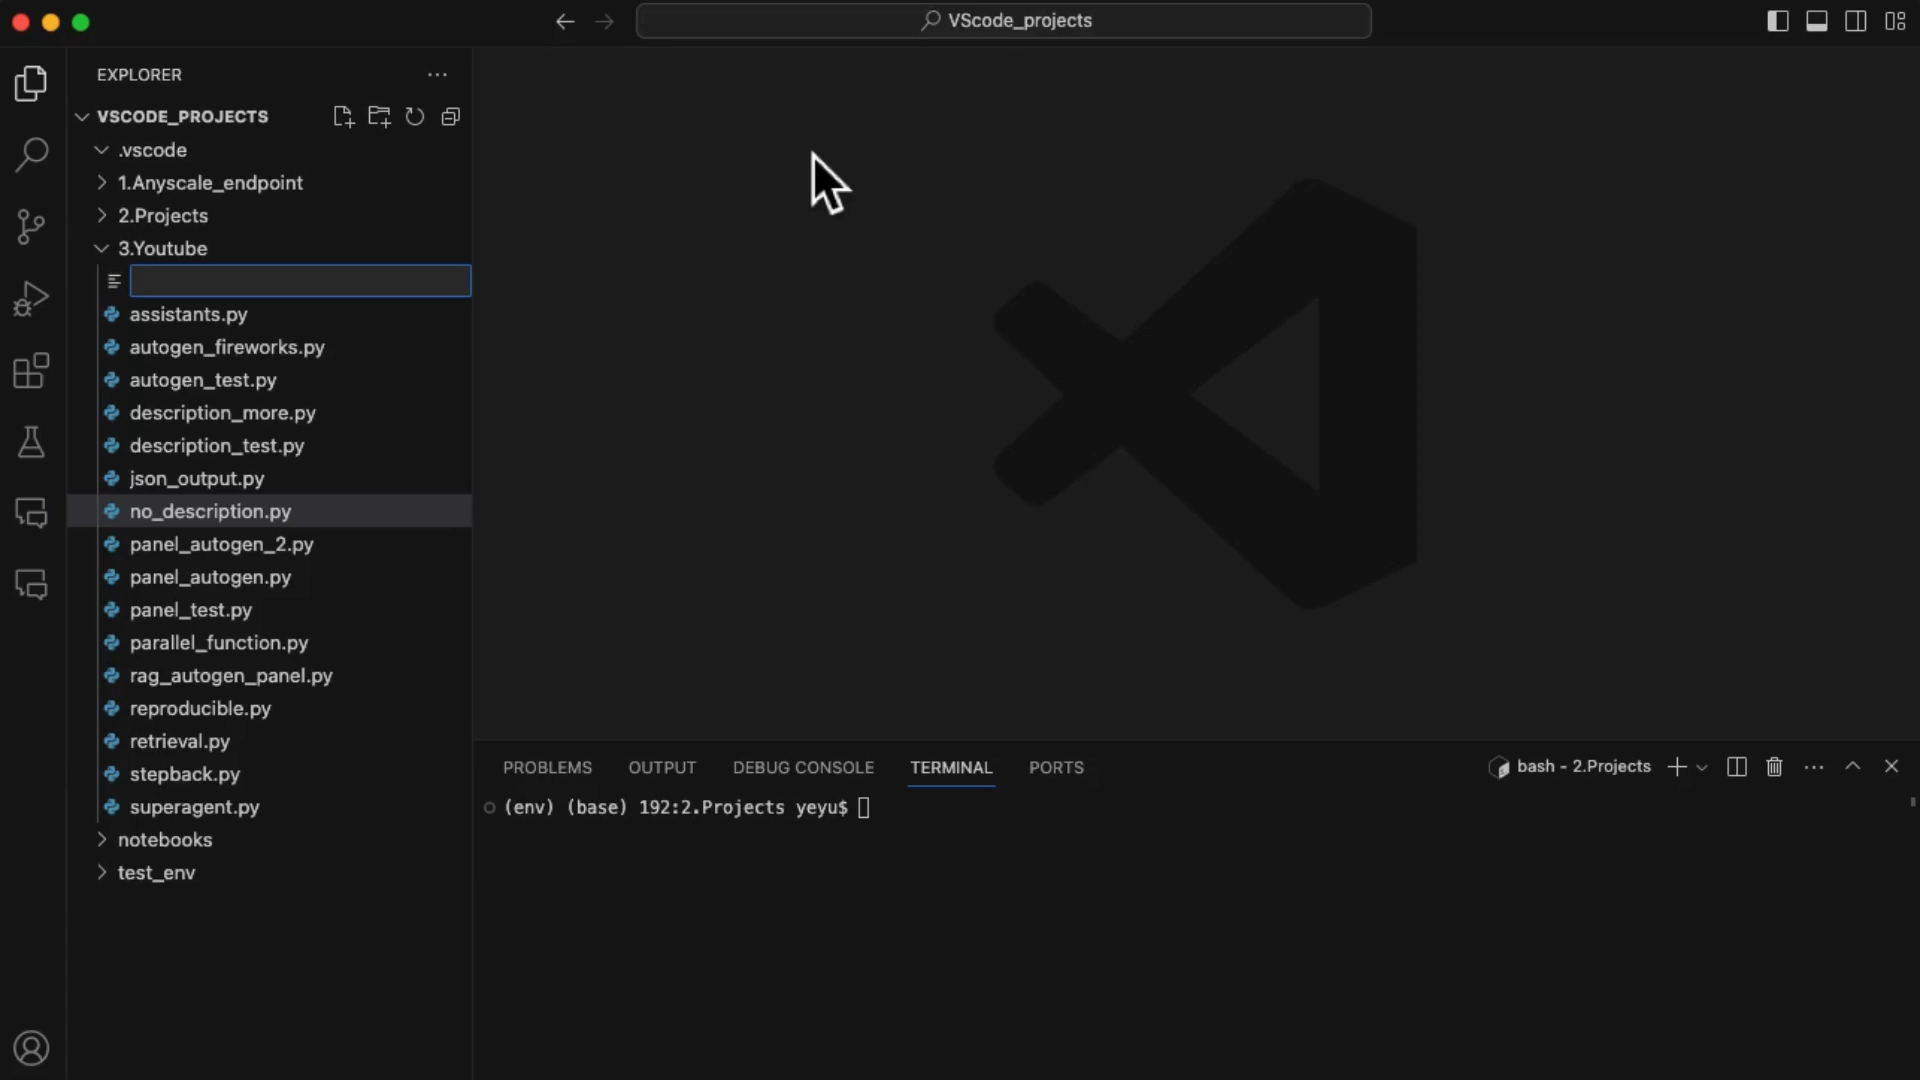 VScode_projects
EXPLORER
VSCODE_PROJECTS
.vscode
1.Anyscale_endpoint
2.Projects
3.Youtube
assistants.py
autogen_fireworks.py
autogen_test.py
description_more.py
description_test.py
json_output.py
no_description.py
panel_autogen_2.py
panel_autogen.py
panel_test.py
parallel_function.py
rag_autogen_panel.py
reproducible.py
retrieval.py
stepback.py
superagent.py
notebooks
test_env
PROBLEMS OUTPUT DEBUG CONSOLE TERMINAL PORTS
bash - 2.Projects
(env) (base) 192:2.Projects yeyu$